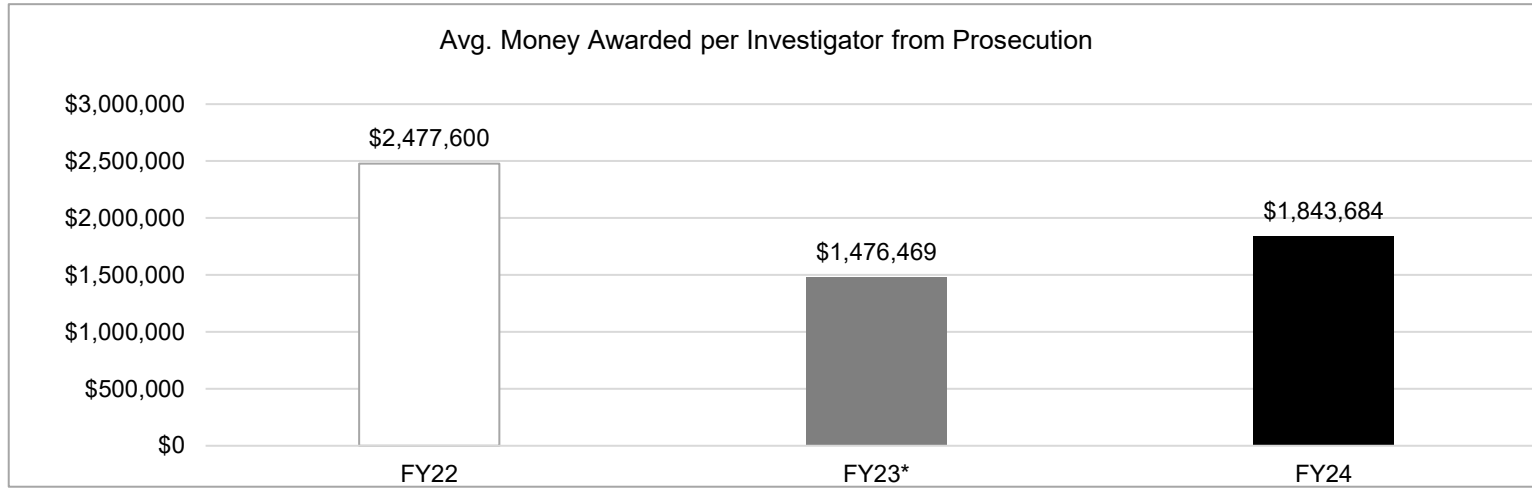 Avg. Money Awarded per Investigator from Prosecution
$3,000,000
$2,500,000
$2,000,000
$1,500,000
$1,000,000
$500,000
$0
$2,477,600
$1,476,469
$1,843,684
FY22
FY23*
FY24